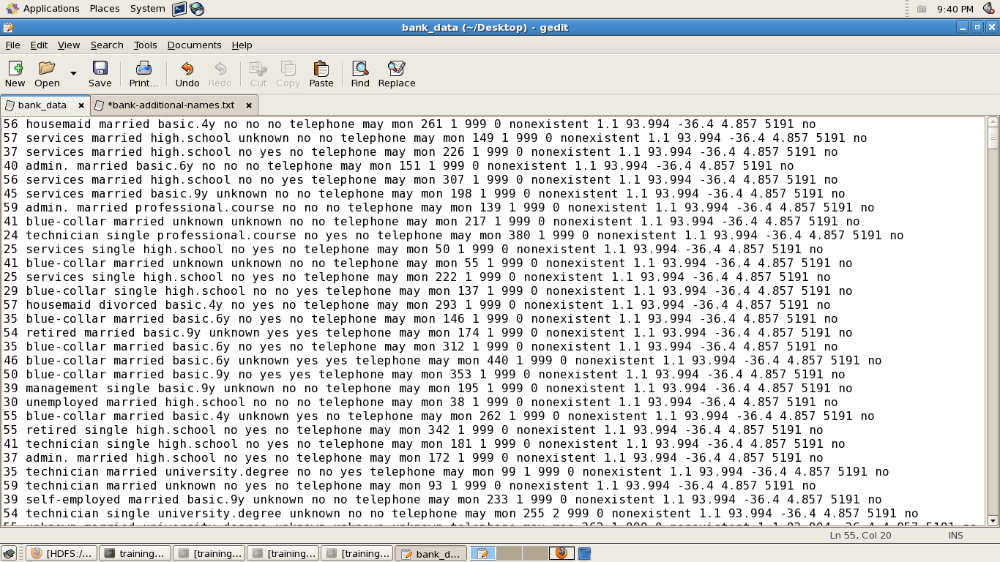 Applications Places System 9:40 PM
bank_data (~/Desktop) - gedit
File Edit View Search Tools Documents Help
New Open Save Print... Undo Redo Cut Copy Paste Find Replace
bank_data *bank-additional-names.txt
56 housemaid married basic.4y no no no telephone may mon 261 1 999 0 nonexistent 1.1 93.994 -36.4 4.857 5191 no
57 services married high.school unknown no no telephone may mon 149 1 999 0 nonexistent 1.1 93.994 -36.4 4.857 5191 no
37 services married high.school no yes no telephone may mon 226 1 999 0 nonexistent 1.1 93.994 -36.4 4.857 5191 no
40 admin. married basic.6y no no no telephone may mon 151 1 999 0 nonexistent 1.1 93.994 -36.4 4.857 5191 no
56 services married high.school no no yes telephone may mon 307 1 999 0 nonexistent 1.1 93.994 -36.4 4.857 5191 no
45 services married basic.9y unknown no no telephone may mon 198 1 999 0 nonexistent 1.1 93.994 -36.4 4.857 5191 no
59 admin. married professional.course no no no telephone may mon 139 1 999 0 nonexistent 1.1 93.994 -36.4 4.857 5191 no
41 blue-collar married unknown unknown no no telephone may mon 217 1 999 0 nonexistent 1.1 93.994 -36.4 4.857 5191 no
24 technician single professional.course no yes no telephone may mon 380 1 999 0 nonexistent 1.1 93.994 -36.4 4.857 5191 no
25 services single high.school no yes no telephone may mon 50 1 999 0 nonexistent 1.1 93.994 -36.4 4.857 5191 no
41 blue-collar married unknown unknown no no telephone may mon 55 1 999 0 nonexistent 1.1 93.994 -36.4 4.857 5191 no
25 services single high.school no yes no telephone may mon 222 1 999 0 nonexistent 1.1 93.994 -36.4 4.857 5191 no
29 blue-collar single high.school no no yes telephone may mon 137 1 999 0 nonexistent 1.1 93.994 -36.4 4.857 5191 no
57 housemaid divorced basic.4y no yes no telephone may mon 293 1 999 0 nonexistent 1.1 93.994 -36.4 4.857 5191 no
35 blue-collar married basic.6y no yes no telephone may mon 146 1 999 0 nonexistent 1.1 93.994 -36.4 4.857 5191 no
54 retired married basic.9y unknown yes yes telephone may mon 174 1 999 0 nonexistent 1.1 93.994 -36.4 4.857 5191 no
35 blue-collar married basic.6y no yes no telephone may mon 312 1 999 0 nonexistent 1.1 93.994 -36.4 4.857 5191 no
46 blue-collar married basic.6y unknown yes yes telephone may mon 440 1 999 0 nonexistent 1.1 93.994 -36.4 4.857 5191 no
50 blue-collar married basic.9y no yes yes telephone may mon 353 1 999 0 nonexistent 1.1 93.994 -36.4 4.857 5191 no
39 management single basic.9y unknown no no telephone may mon 195 1 999 0 nonexistent 1.1 93.994 -36.4 4.857 5191 no
30 unemployed married high.school no no no telephone may mon 38 1 999 0 nonexistent 1.1 93.994 -36.4 4.857 5191 no
55 blue-collar married basic.4y unknown yes no telephone may mon 262 1 999 0 nonexistent 1.1 93.994 -36.4 4.857 5191 no
55 retired single high.school no yes no telephone may mon 342 1 999 0 nonexistent 1.1 93.994 -36.4 4.857 5191 no
41 technician single high.school no yes no telephone may mon 181 1 999 0 nonexistent 1.1 93.994 -36.4 4.857 5191 no
37 admin. married high.school no yes no telephone may mon 172 1 999 0 nonexistent 1.1 93.994 -36.4 4.857 5191 no
35 technician married university.degree no no yes telephone may mon 99 1 999 0 nonexistent 1.1 93.994 -36.4 4.857 5191 no
59 technician married unknown no yes no telephone may mon 93 1 999 0 nonexistent 1.1 93.994 -36.4 4.857 5191 no
39 self-employed married basic.9y unknown no no telephone may mon 233 1 999 0 nonexistent 1.1 93.994 -36.4 4.857 5191 no
54 technician single university.degree unknown no no telephone may mon 255 2 999 0 nonexistent 1.1 93.994 -36.4 4.857 5191 no
Ln 55, Col 20 INS
[HDFS:/... training... [training... [training... [training... bank_d...